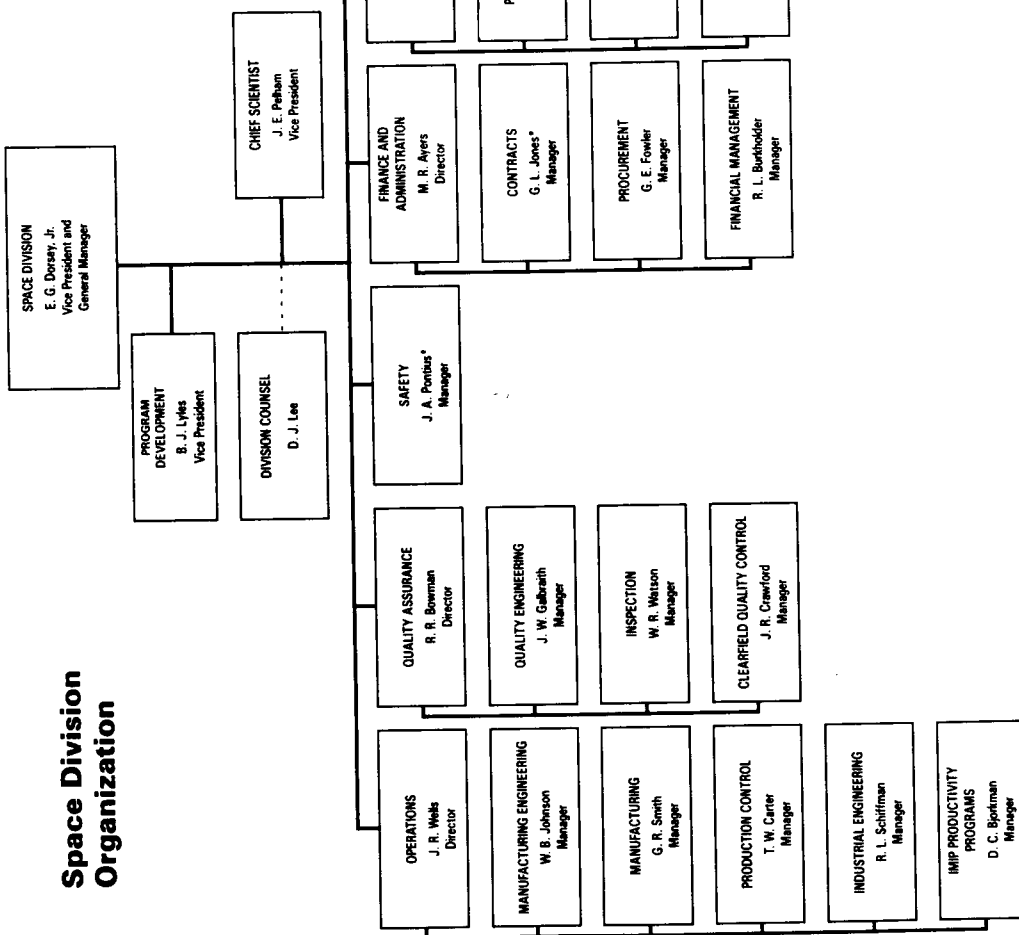 Space Division
Organization
SPACE DIVISION
E. G. Dorsey, Jr.
Vice President and
General Manager
PROGRAM
DEVELOPMENT
B. J. Lyles
Vice President
CHIEF SCIENTIST
J. E. Pelham
Vice President
DIVISION COUNSEL
D. J. Lee
OPERATIONS
J. R. Wells
Director
MANUFACTURING ENGINEERING
W. B. Johnson
Manager
MANUFACTURING
G. R. Smith
Manager
PRODUCTION CONTROL
T. W. Carter
Manager
INDUSTRIAL ENGINEERING
R. L. Schiffman
Manager
IMIP PRODUCTIVITY
PROGRAMS
D. C. Bjorkman
Manager
QUALITY ASSURANCE
R. R. Bowman
Director
QUALITY ENGINEERING
J. W. Galbraith
Manager
INSPECTION
W. R. Watson
Manager
CLEARFIELD QUALITY CONTROL
J. R. Crawford
Manager
SAFETY
J. A. Pontius*
Manager
FINANCE AND
ADMINISTRATION
M. R. Ayers
Director
CONTRACTS
G. L. Jones*
Manager
PROCUREMENT
G. E. Fowler
Manager
FINANCIAL MANAGEMENT
R. L. Burkholder
Manager